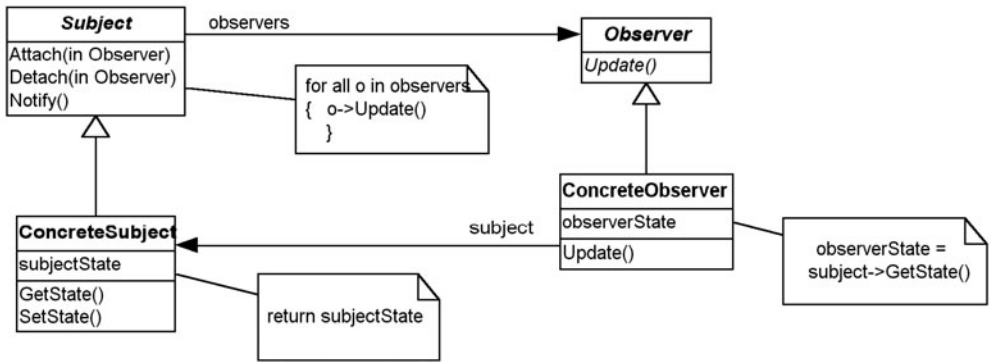 Subject
Attach(in Observer)
Detach(in Observer)
Notify()
observers
Observer
Update()
for all o in observers
{ o->Update()
}
ConcreteSubject
subjectState
GetState()
SetState()
subject
ConcreteObserver
observerState
Update()
return subjectState
observerState =
subject->GetState()